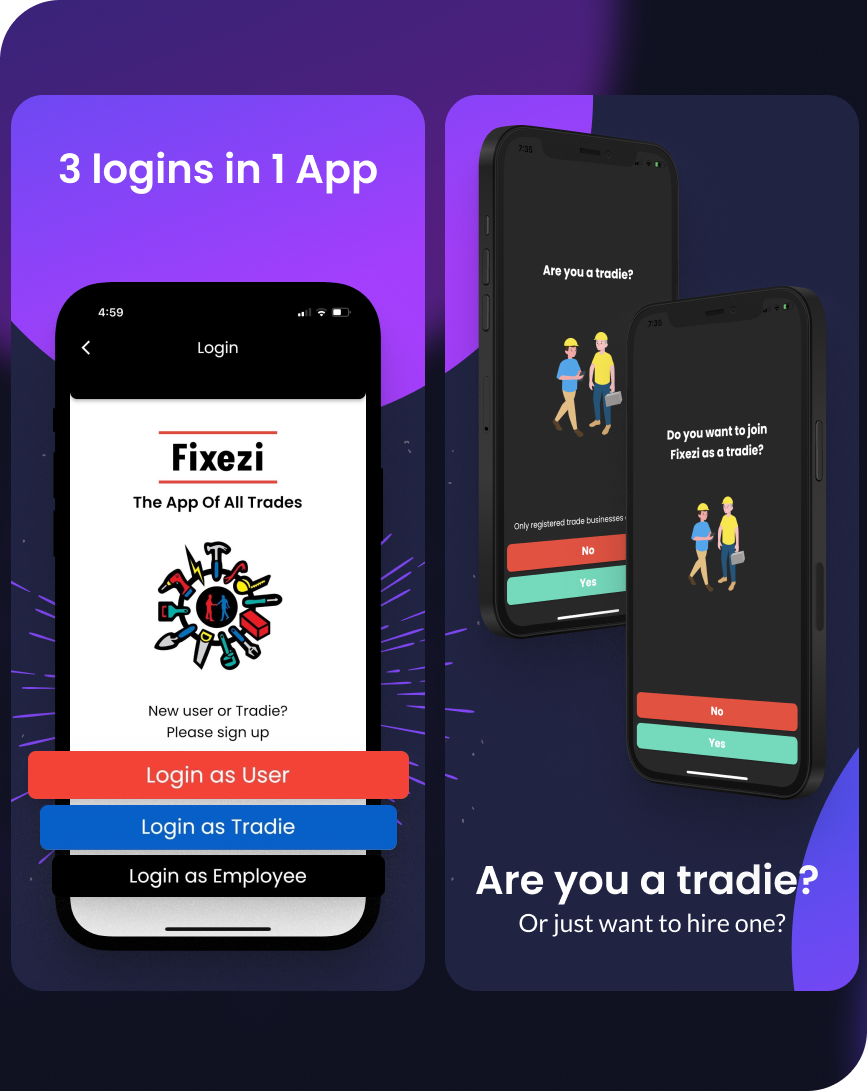 3 logins in 1 App
4:59
Login
Fixezi
The App Of All Trades
New user or Tradie?
Please sign up
Login as User
Login as Tradie
Login as Employee
7:35
Are you a tradie?
Only registered trade businesses
No
Yes
7:35
Do you want to join
Fixezi as a tradie?
No
Yes
Are you a tradie?
Or just want to hire one?